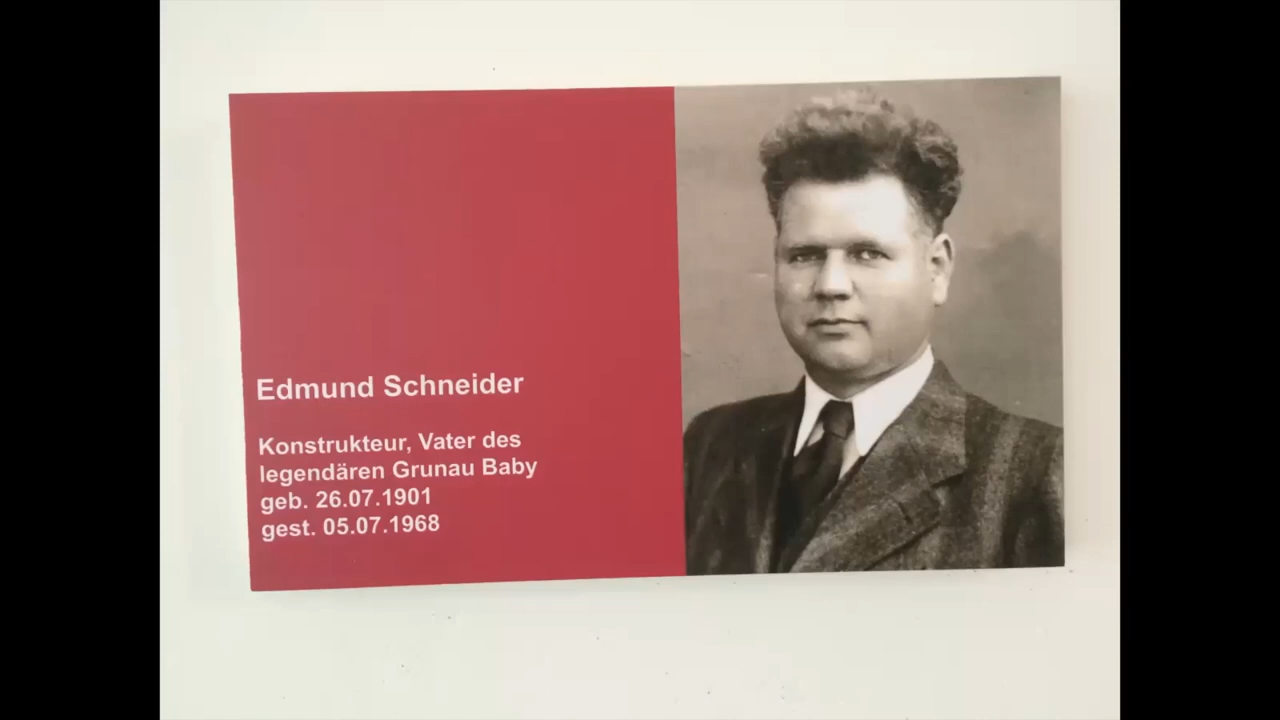 Edmund Schneider
Konstrukteur, Vater des
legendären Grunau Baby
geb. 26.07.1901
gest. 05.07.1968